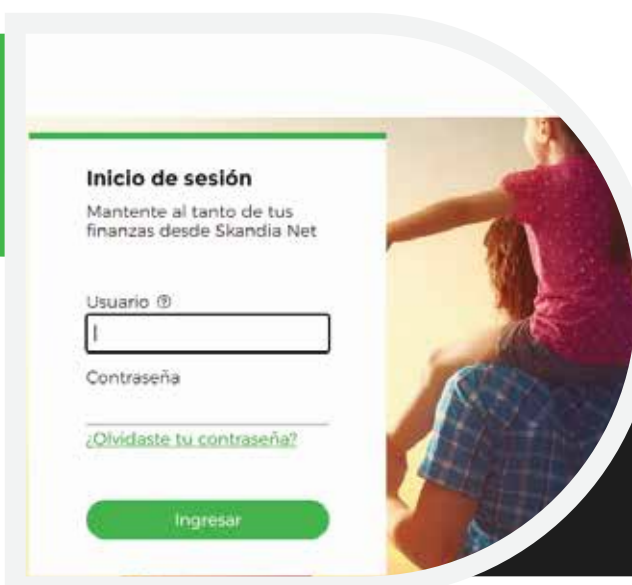 Inicio de sesión
Mantente al tanto de tus
finanzas desde Skandia Net
Usuario
Contraseña
¿Olvidaste tu contraseña?
Ingresar